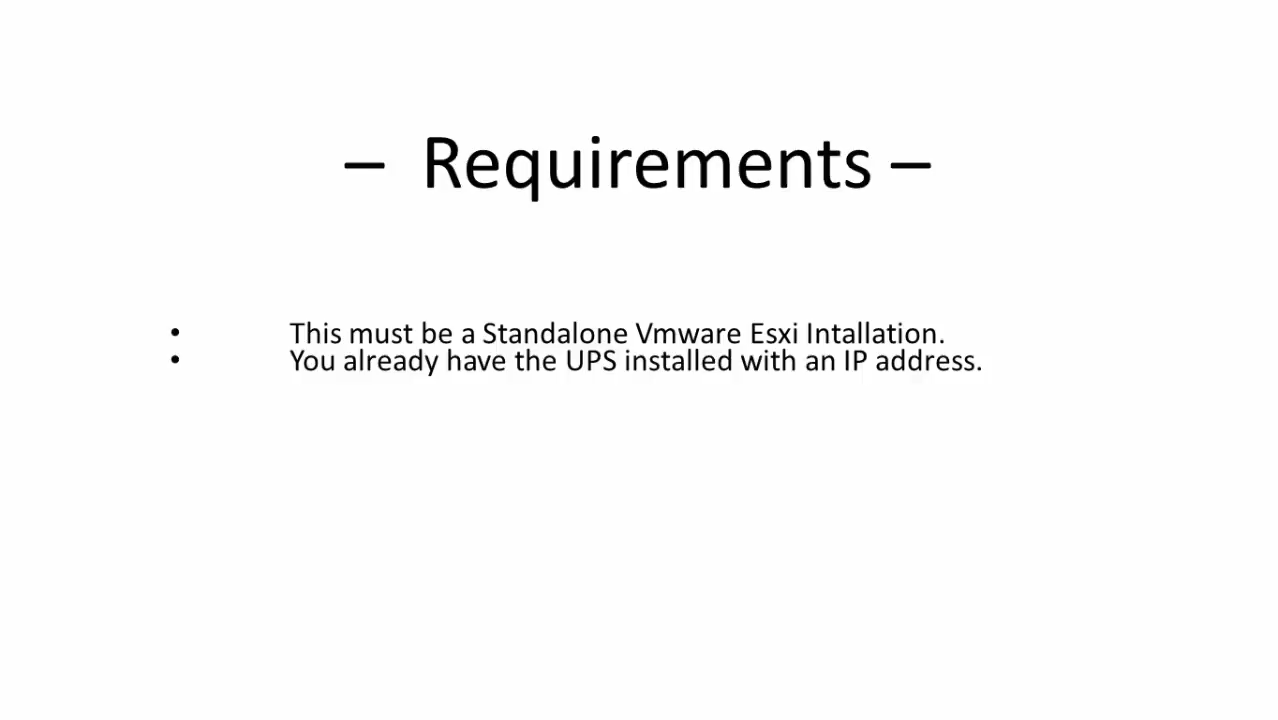 – Requirements –
• This must be a Standalone Vmware Esxi Intallation.
• You already have the UPS installed with an IP address.